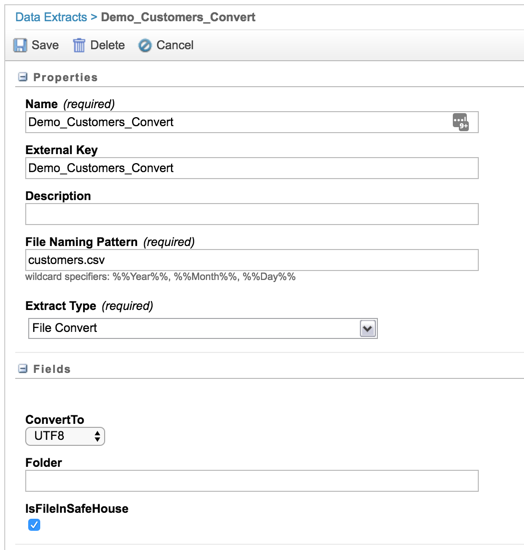 Data Extracts > Demo_Customers_Convert
Save Delete Cancel
Properties
Name (required)
Demo_Customers_Convert
External Key
Demo_Customers_Convert
Description
File Naming Pattern (required)
customers.csv
wildcard specifiers: %%Year%%, %%Month%%, %%Day%%
Extract Type (required)
File Convert
Fields
ConvertTo
UTF8
Folder
IsFileInSafeHouse